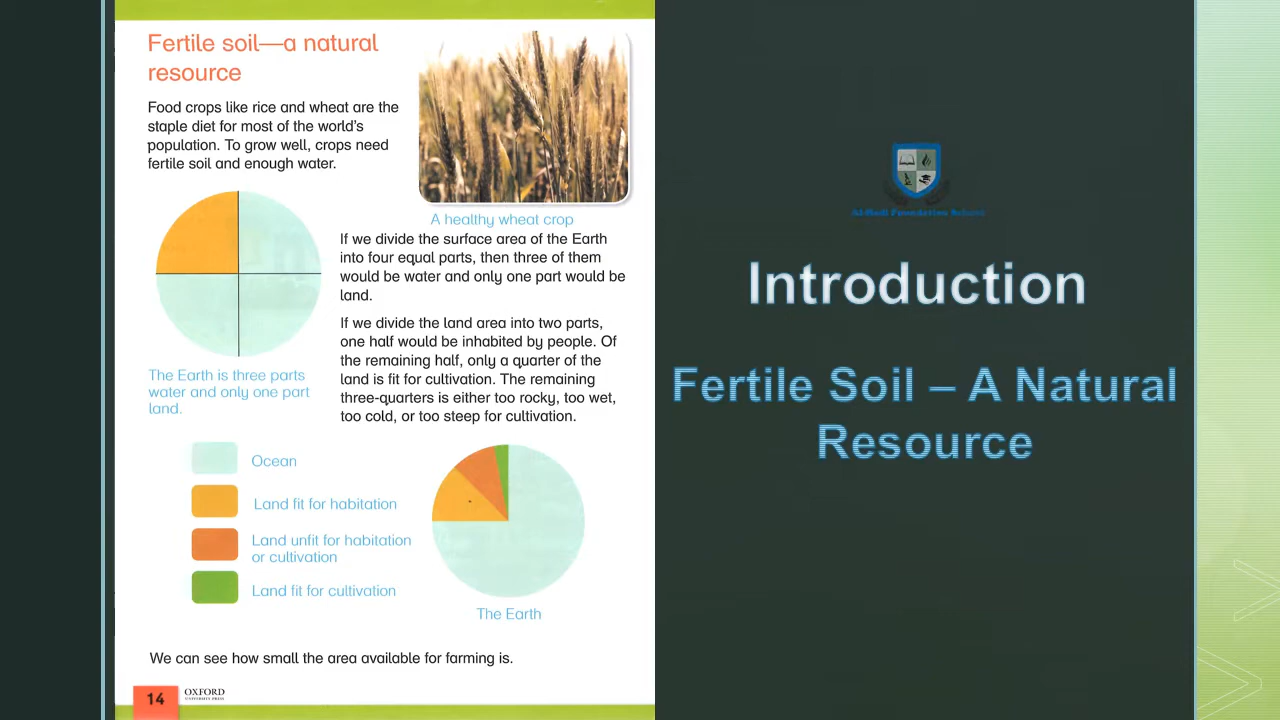 Fertile soil—a natural
resource
Food crops like rice and wheat are the
staple diet for most of the world's
population. To grow well, crops need
fertile soil and enough water.
A healthy wheat crop
If we divide the surface area of the Earth
into four equal parts, then three of them
would be water and only one part would be
land.
If we divide the land area into two parts,
one half would be inhabited by people. Of
the remaining half, only a quarter of the
land is fit for cultivation. The remaining
three-quarters is either too rocky, too wet,
too cold, or too steep for cultivation.
The Earth is three parts
water and only one part
land.
Ocean
Land fit for habitation
Land unfit for habitation
or cultivation
Land fit for cultivation
The Earth
We can see how small the area available for farming is.
14
OXFORD
UNIVERSITY PRESS
Foundation School
Introduction
Fertile Soil – A Natural
Resource